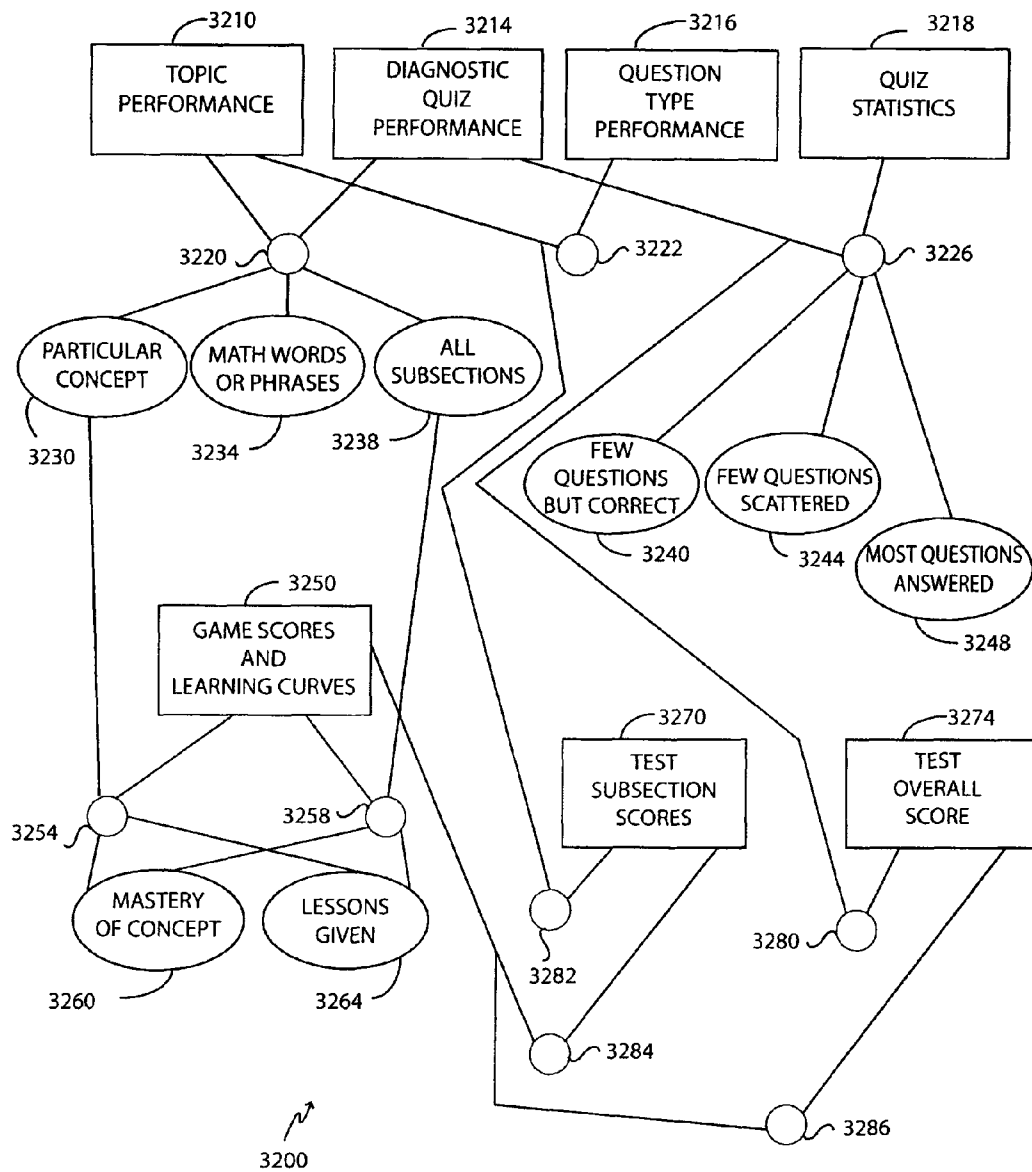 3210
3214
3216
3218
TOPIC
PERFORMANCE
DIAGNOSTIC
QUIZ
PERFORMANCE
QUESTION
TYPE
PERFORMANCE
QUIZ
STATISTICS
3220
3222
3226
PARTICULAR
CONCEPT
MATH WORDS
OR PHRASES
ALL
SUBSECTIONS
3230
3234
3238
FEW
QUESTIONS
BUT CORRECT
FEW QUESTIONS
SCATTERED
MOST QUESTIONS
ANSWERED
3240
3244
3248
3250
GAME SCORES
AND
LEARNING CURVES
3270
3274
TEST
SUBSECTION
SCORES
TEST
OVERALL
SCORE
3254
3258
MASTERY
OF CONCEPT
LESSONS
GIVEN
3260
3264
3282
3280
3284
3286
3200